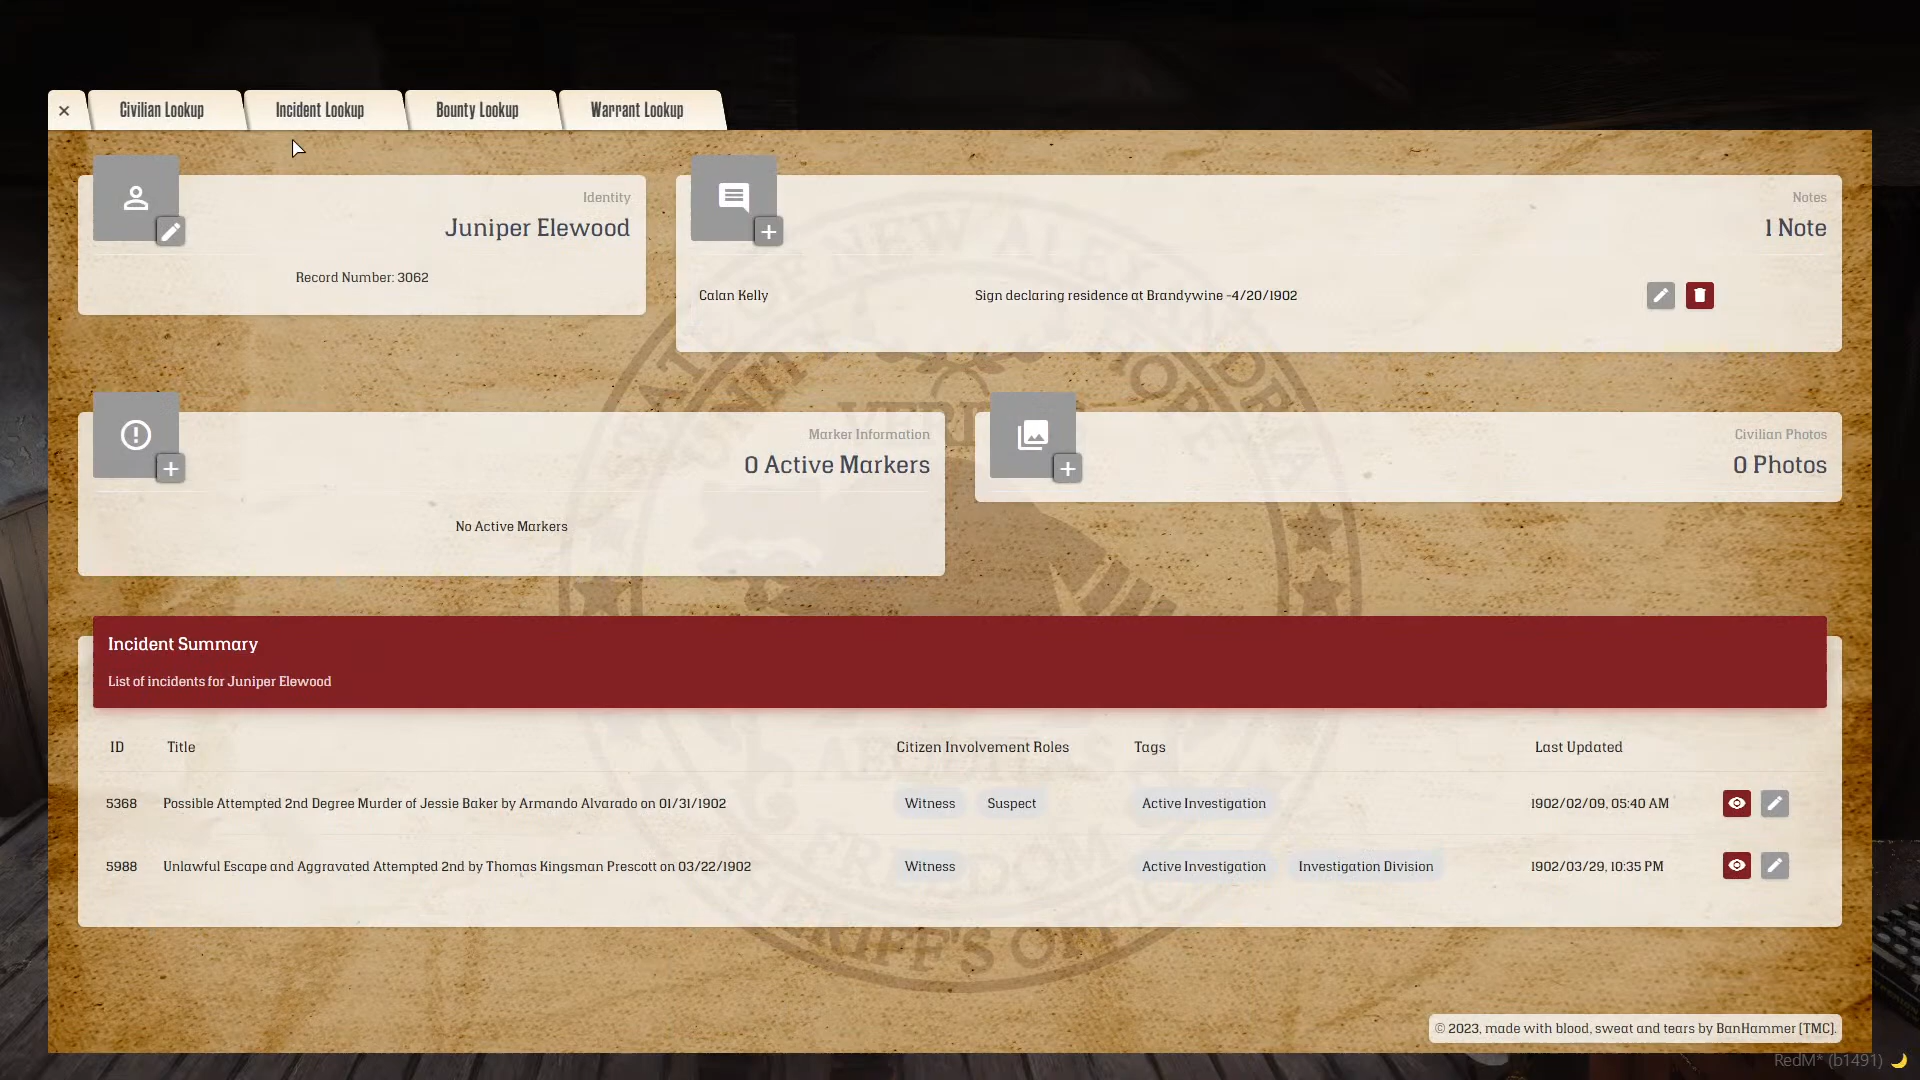 × Civilian Lookup Incident Lookup Bounty Lookup Warrant Lookup
Identity
Juniper Elewood
Record Number: 3062
Notes
1 Note
Calan Kelly Sign declaring residence at Brandywine -4/20/1902
Marker Information
0 Active Markers
No Active Markers
Civilian Photos
0 Photos
Incident Summary
List of incidents for Juniper Elewood
ID Title Citizen Involvement Roles Tags Last Updated
5368 Possible Attempted 2nd Degree Murder of Jessie Baker by Armando Alvarado on 01/31/1902 Witness Suspect Active Investigation 1902/02/09, 05:40 AM
5988 Unlawful Escape and Aggravated Attempted 2nd by Thomas Kingsman Prescott on 03/22/1902 Witness Active Investigation Investigation Division 1902/03/29, 10:35 PM
SHERIFF'S OFFICE
© 2023, made with blood, sweat and tears by BanHammer [TMC].
RedM* (b1491)